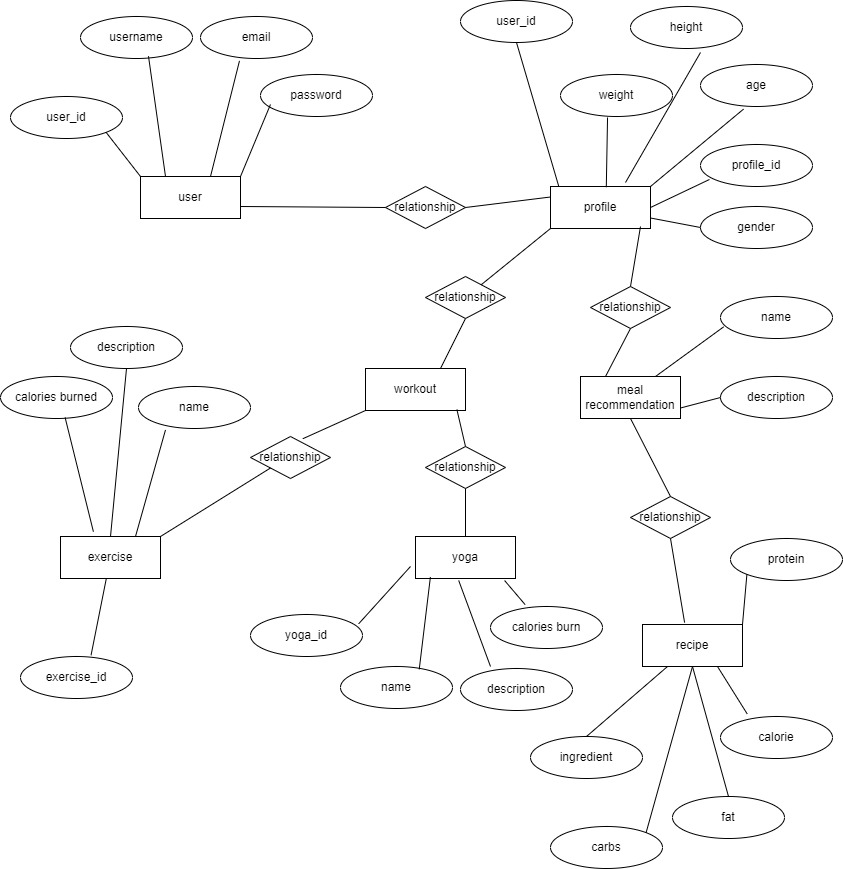 user_id
height
username
email
age
weight
password
user_id
profile_id
user
relationship
profile
gender
relationship
relationship
name
description
workout
meal
recommendation
calories burned
description
name
relationship
relationship
relationship
exercise
yoga
protein
yoga_id
calories burn
recipe
exercise_id
name
description
calorie
ingredient
fat
carbs